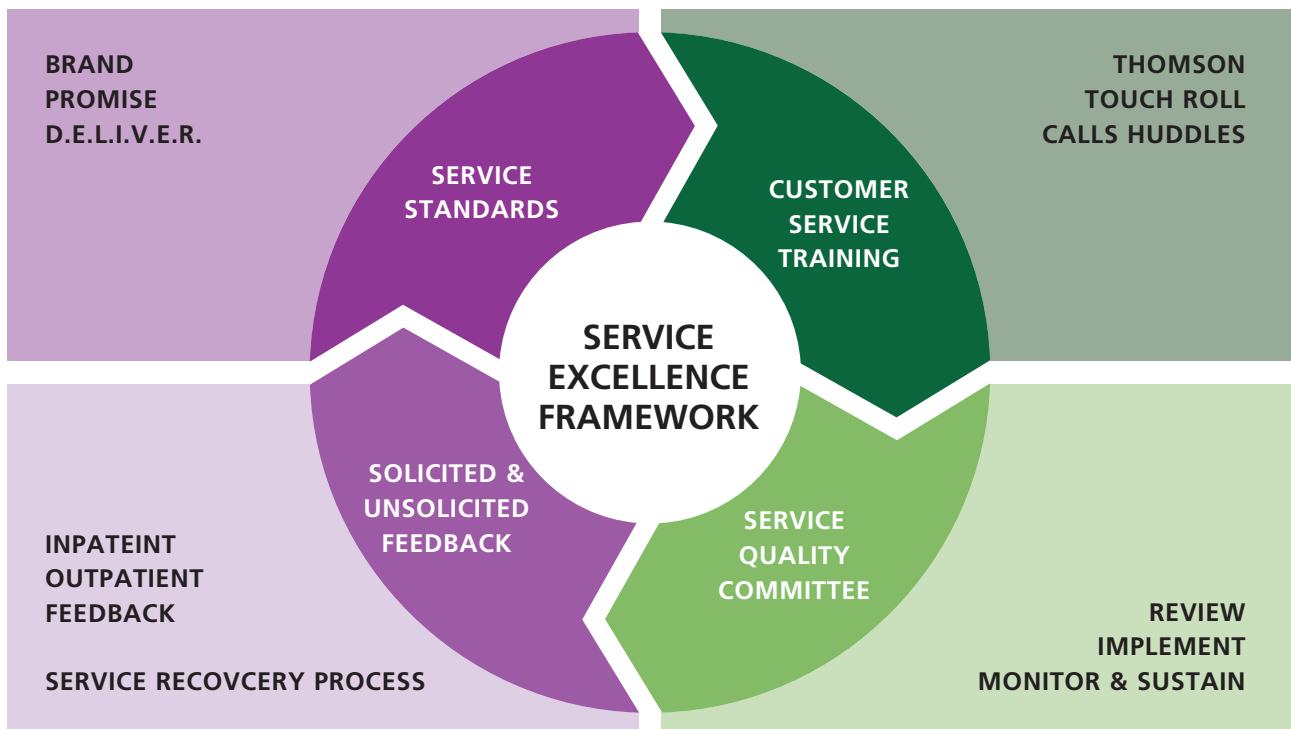 BRAND
PROMISE
D.E.L.I.V.E.R.
THOMSON
TOUCH ROLL
CALLS HUDDLES
SERVICE
STANDARDS
CUSTOMER
SERVICE
TRAINING
SERVICE
EXCELLENCE
FRAMEWORK
SOLICITED &
UNSOLICITED
FEEDBACK
SERVICE
QUALITY
COMMITTEE
INPATEINT
OUTPATIENT
FEEDBACK
SERVICE RECOVCERY PROCESS
REVIEW
IMPLEMENT
MONITOR & SUSTAIN